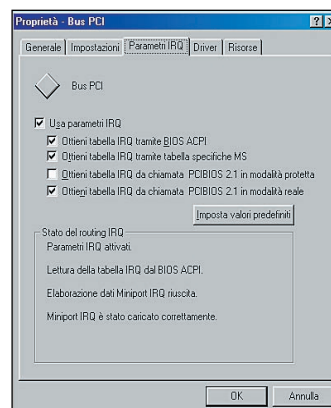 Proprietà - Bus PCI
Generale
Impostazioni
Parametri IRQ
Driver
Risorse
Bus PCI
Usa parametri IRQ
Ottieni tabella IRQ tramite BIOS ACPI
Ottieni tabella IRQ tramite tabella specifiche MS
Ottieni tabella IRQ da chiamata PCIBIOS 2.1 in modalità protetta
Ottieni tabella IRQ da chiamata PCIBIOS 2.1 in modalità reale
Imposta valori predefiniti
Stato del routing IRQ
Parametri IRQ attivati.
Lettura della tabella IRQ dal BIOS ACPI.
Elaborazione dati Miniport IRQ riuscita.
Miniport IRQ è stato caricato correttamente.
OK
Annulla